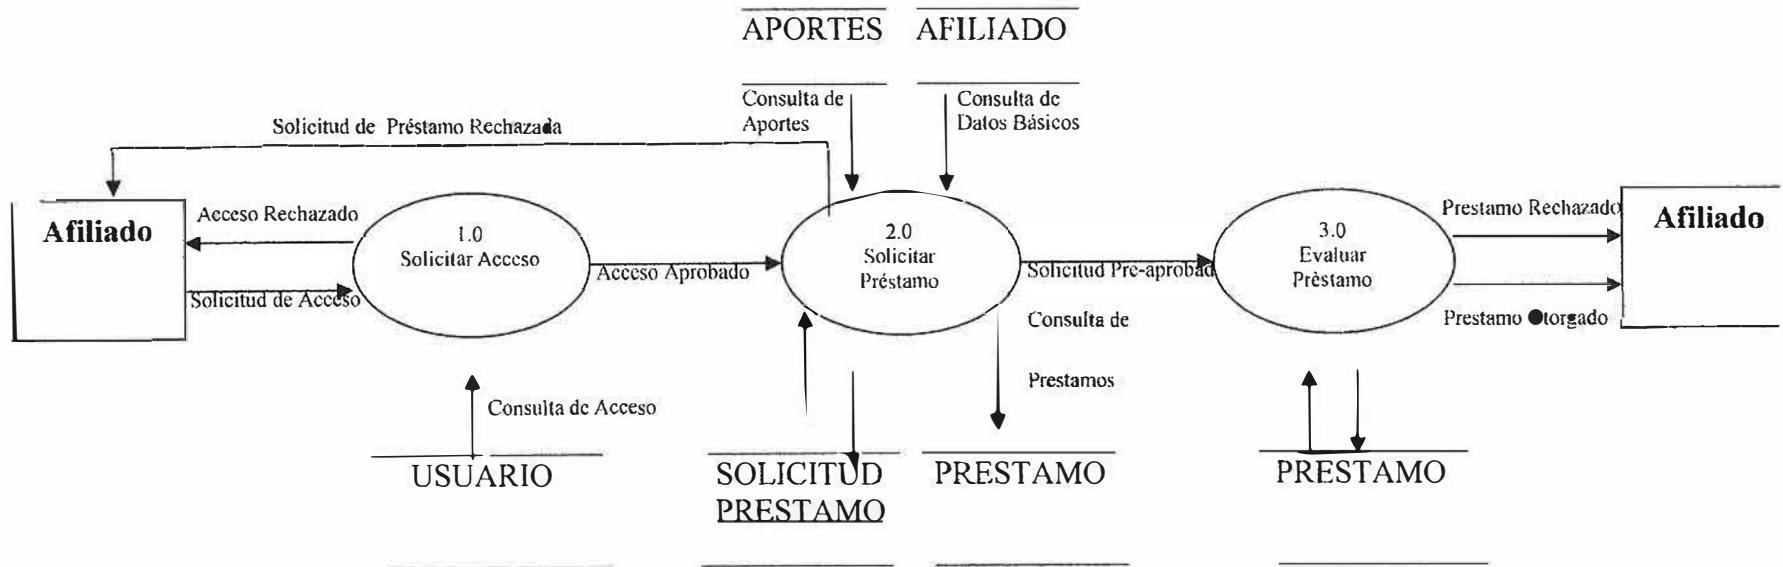 APORTES AFILIADO
Consulta de
Aportes
Consulta de
Datos Básicos
Solicitud de Préstamo Rechazada
Afiliado
Acceso Rechazado
Solicitud de Acceso
1.0
Solicitar Acceso
Acceso Aprobado
2.0
Solicitar
Préstamo
Solicitud Pre-aprobad
Consulta de
Prestamos
3.0
Evaluar
Prèstamo
Prestamo Rechazado
Prestamo Otorgado
Afiliado
Consulta de Acceso
USUARIO
SOLICITUD
PRESTAMO
PRESTAMO
PRESTAMO